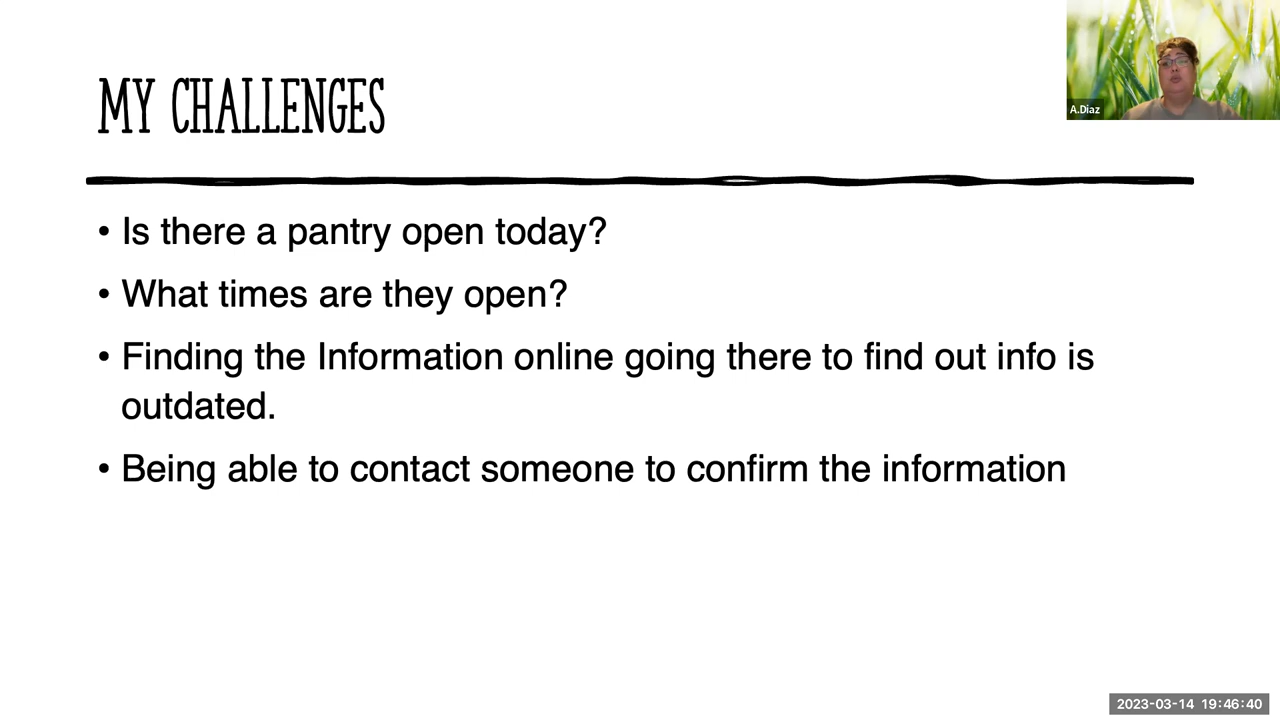 MY CHALLENGES
A.Diaz
• Is there a pantry open today?
• What times are they open?
• Finding the Information online going there to find out info is
outdated.
• Being able to contact someone to confirm the information
2023-03-14 19:46:40